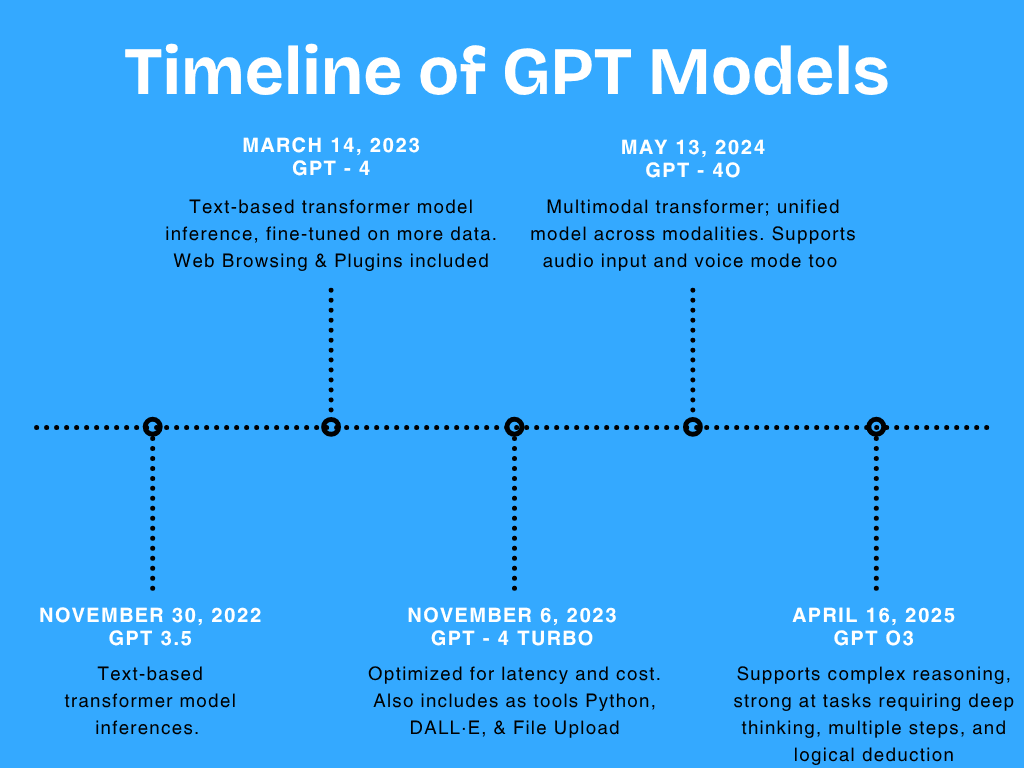 Timeline of GPT Models
MARCH 14, 2023
GPT - 4
Text-based transformer model
inference, fine-tuned on more data.
Web Browsing & Plugins included
MAY 13, 2024
GPT - 4O
Multimodal transformer; unified
model across modalities. Supports
audio input and voice mode too
NOVEMBER 30, 2022
GPT 3.5
Text-based
transformer model
inferences.
NOVEMBER 6, 2023
GPT - 4 TURBO
Optimized for latency and cost.
Also includes as tools Python,
DALL·E, & File Upload
APRIL 16, 2025
GPT O3
Supports complex reasoning,
strong at tasks requiring deep
thinking, multiple steps, and
logical deduction